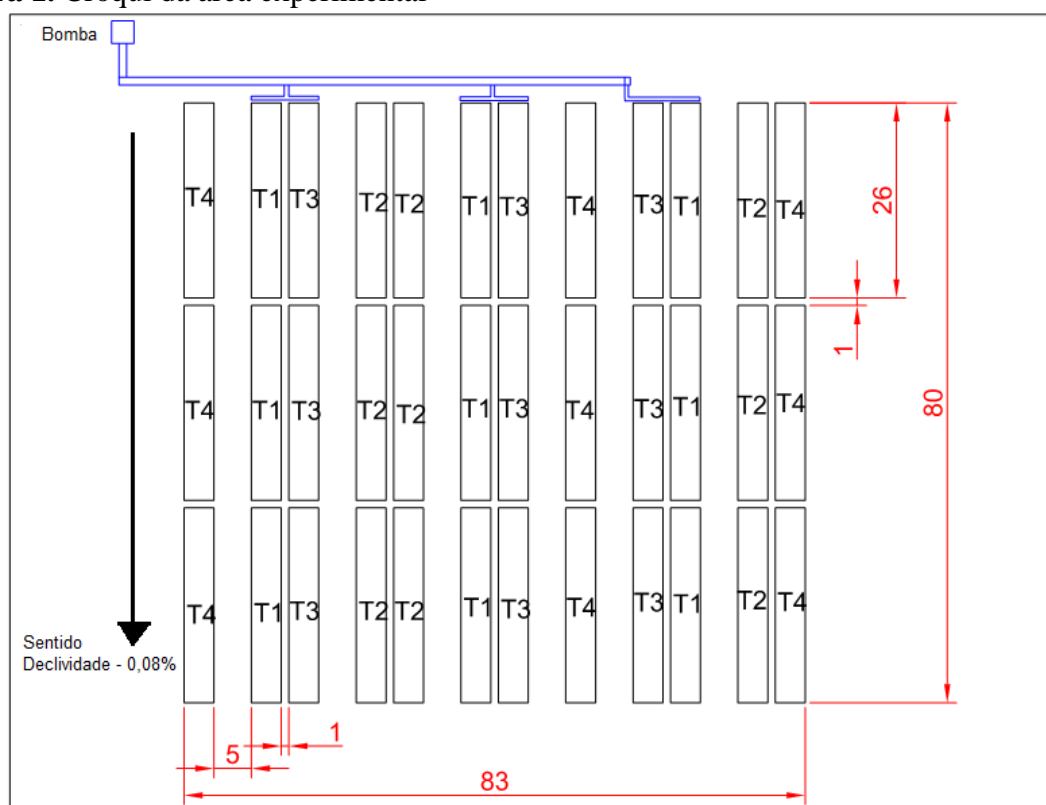 Bomba
T4 T1 T3 T2 T2 T1 T3 T4 T3 T1 T2 T4
26
1
T4 T1 T3 T2 T2 T1 T3 T4 T3 T1 T2 T4
80
T4 T1 T3 T2 T2 T1 T3 T4 T3 T1 T2 T4
Sentido
Declividade - 0,08%
1
5
83